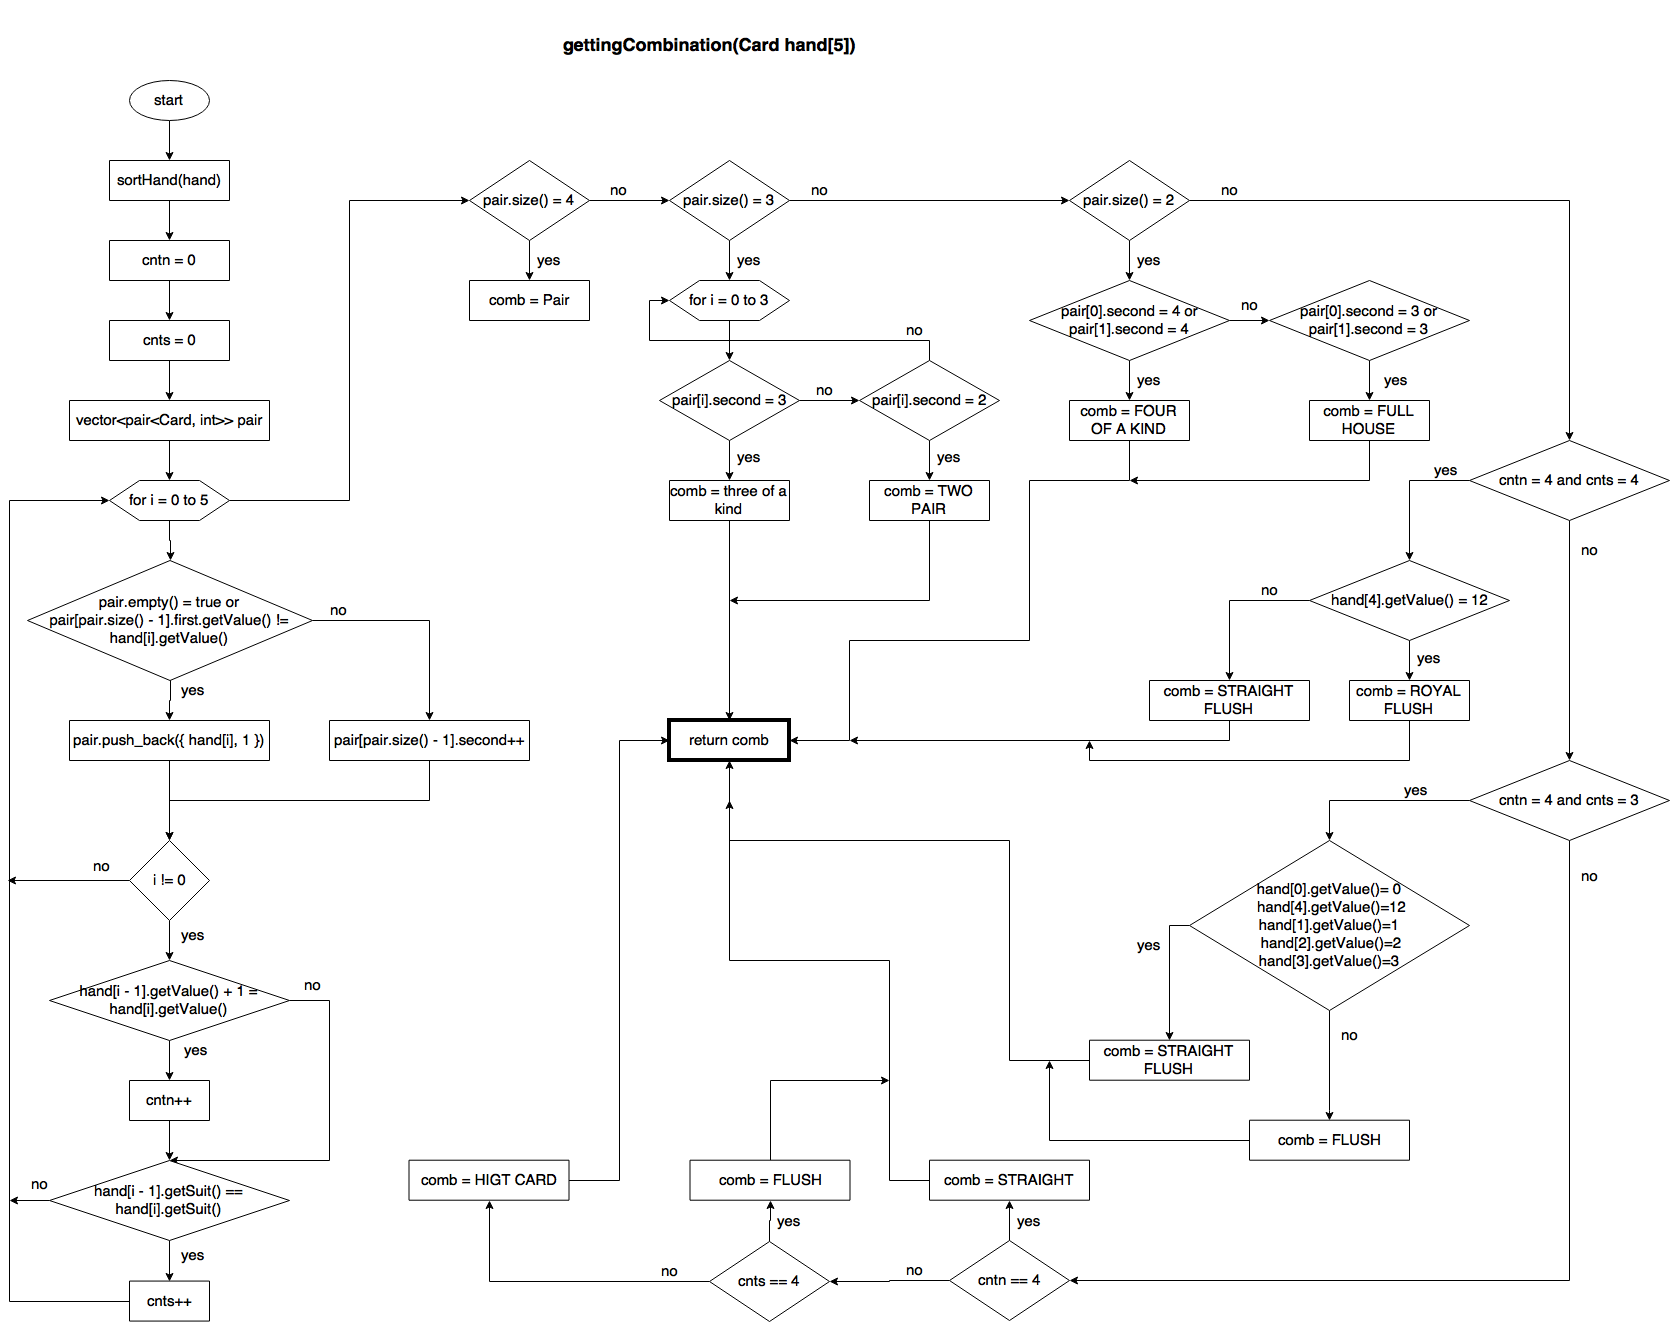 gettingCombination(Card hand[5])
start
sortHand(hand)
cntn = 0
cnts = 0
vector<pair<Card, int>> pair
for i = 0 to 5
pair.empty() = true or
pair[pair.size() - 1].first.getValue() !=
hand[i].getValue()
no
yes
pair.push_back({ hand[i], 1 })
pair[pair.size() - 1].second++
i != 0
no
yes
hand[i - 1].getValue() + 1 =
hand[i].getValue()
no
yes
cntn++
hand[i - 1].getSuit() ==
hand[i].getSuit()
no
yes
cnts++
pair.size() = 4
no
yes
comb = Pair
pair.size() = 3
no
yes
for i = 0 to 3
no
pair[i].second = 3
no
pair[i].second = 2
yes
yes
comb = three of a
kind
comb = TWO
PAIR
pair.size() = 2
no
yes
pair[0].second = 4 or
pair[1].second = 4
no
pair[0].second = 3 or
pair[1].second = 3
yes
yes
comb = FOUR
OF A KIND
comb = FULL
HOUSE
cntn = 4 and cnts = 4
yes
no
hand[4].getValue() = 12
no
yes
comb = STRAIGHT
FLUSH
comb = ROYAL
FLUSH
return comb
cntn = 4 and cnts = 3
yes
no
hand[0].getValue()= 0
hand[4].getValue()=12
hand[1].getValue()=1
hand[2].getValue()=2
hand[3].getValue()=3
yes
no
comb = STRAIGHT
FLUSH
comb = FLUSH
comb = HIGT CARD
comb = FLUSH
comb = STRAIGHT
yes
yes
no
cnts == 4
no
cntn == 4